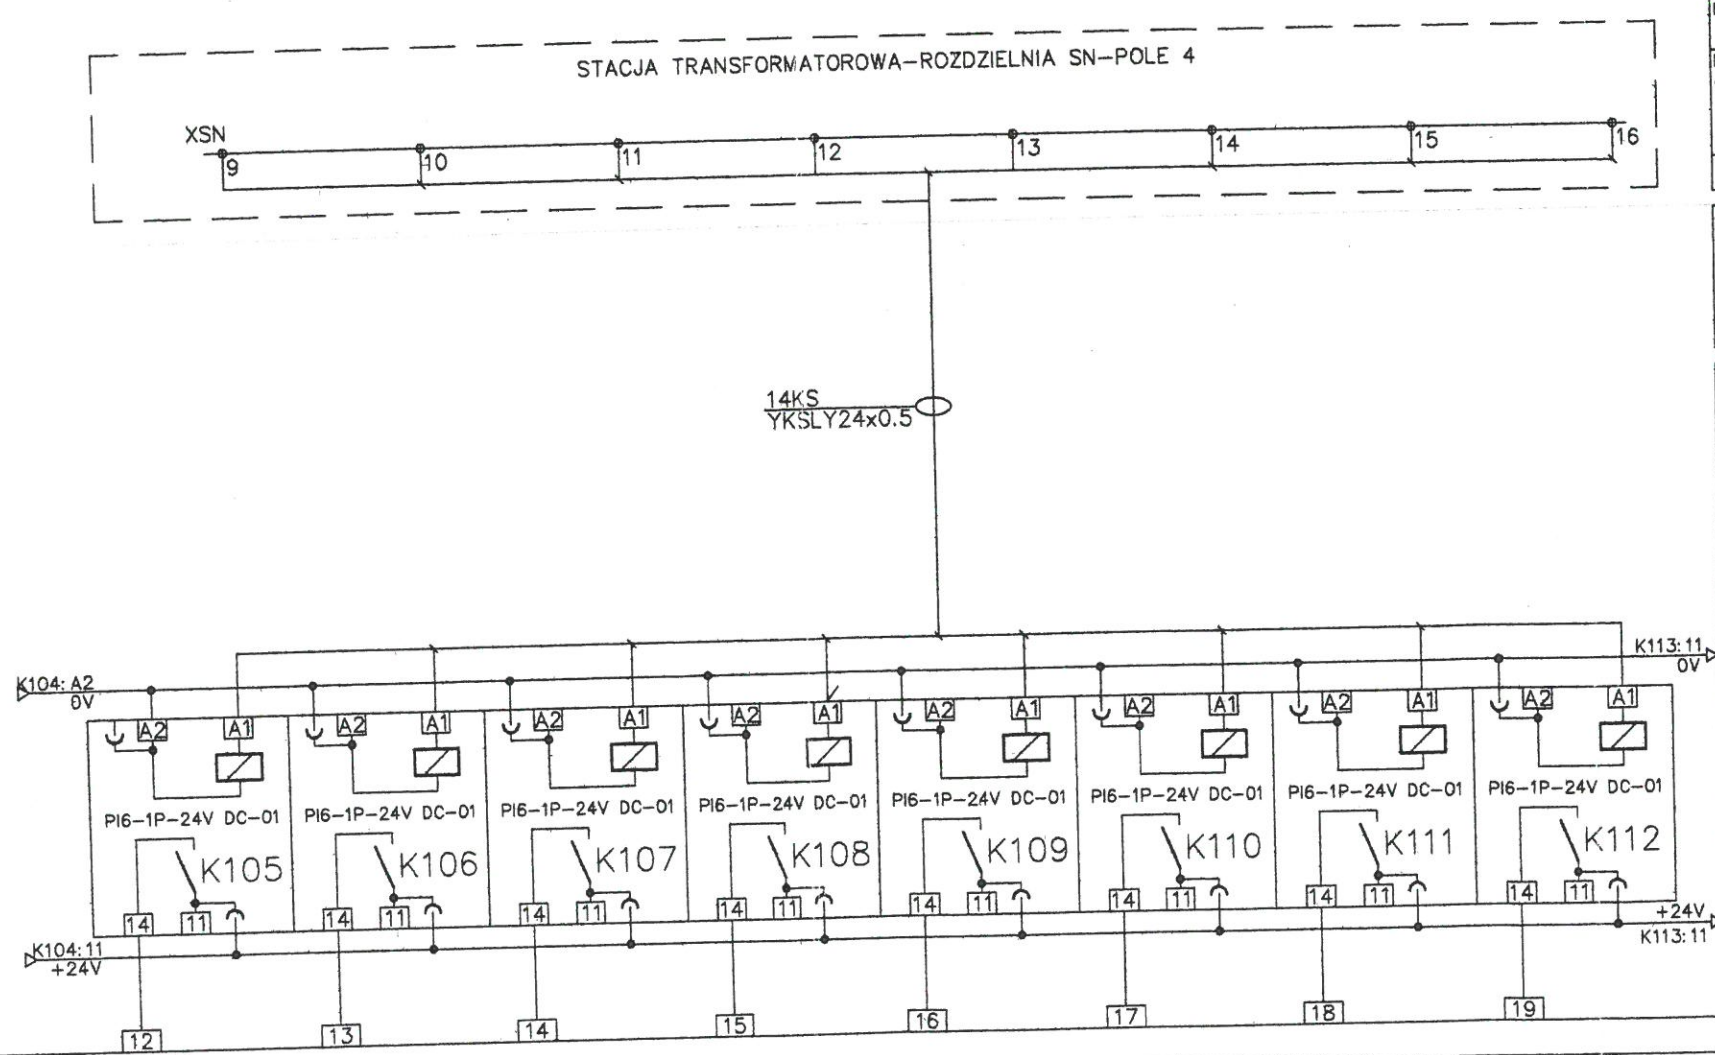 STACJA TRANSFORMATOROWA-ROZDZIELNIA SN-POLE 4
XSN
9 10 11 12 13 14 15 16
14KS
YKSLY24x0.5
K104: A2
0V
K113: 11
0V
A2 A1 A2 A1 A2 A1 A2 A1 A2 A1 A2 A1 A2 A1 A2 A1
PI6-1P-24V DC-01 PI6-1P-24V DC-01 PI6-1P-24V DC-01 PI6-1P-24V DC-01 PI6-1P-24V DC-01 PI6-1P-24V DC-01 PI6-1P-24V DC-01 PI6-1P-24V DC-01
K105 K106 K107 K108 K109 K110 K111 K112
14 11 14 11 14 11 14 11 14 11 14 11 14 11 14 11
K104: 11
+24V
+24V
K113: 11
12 13 14 15 16 17 18 19